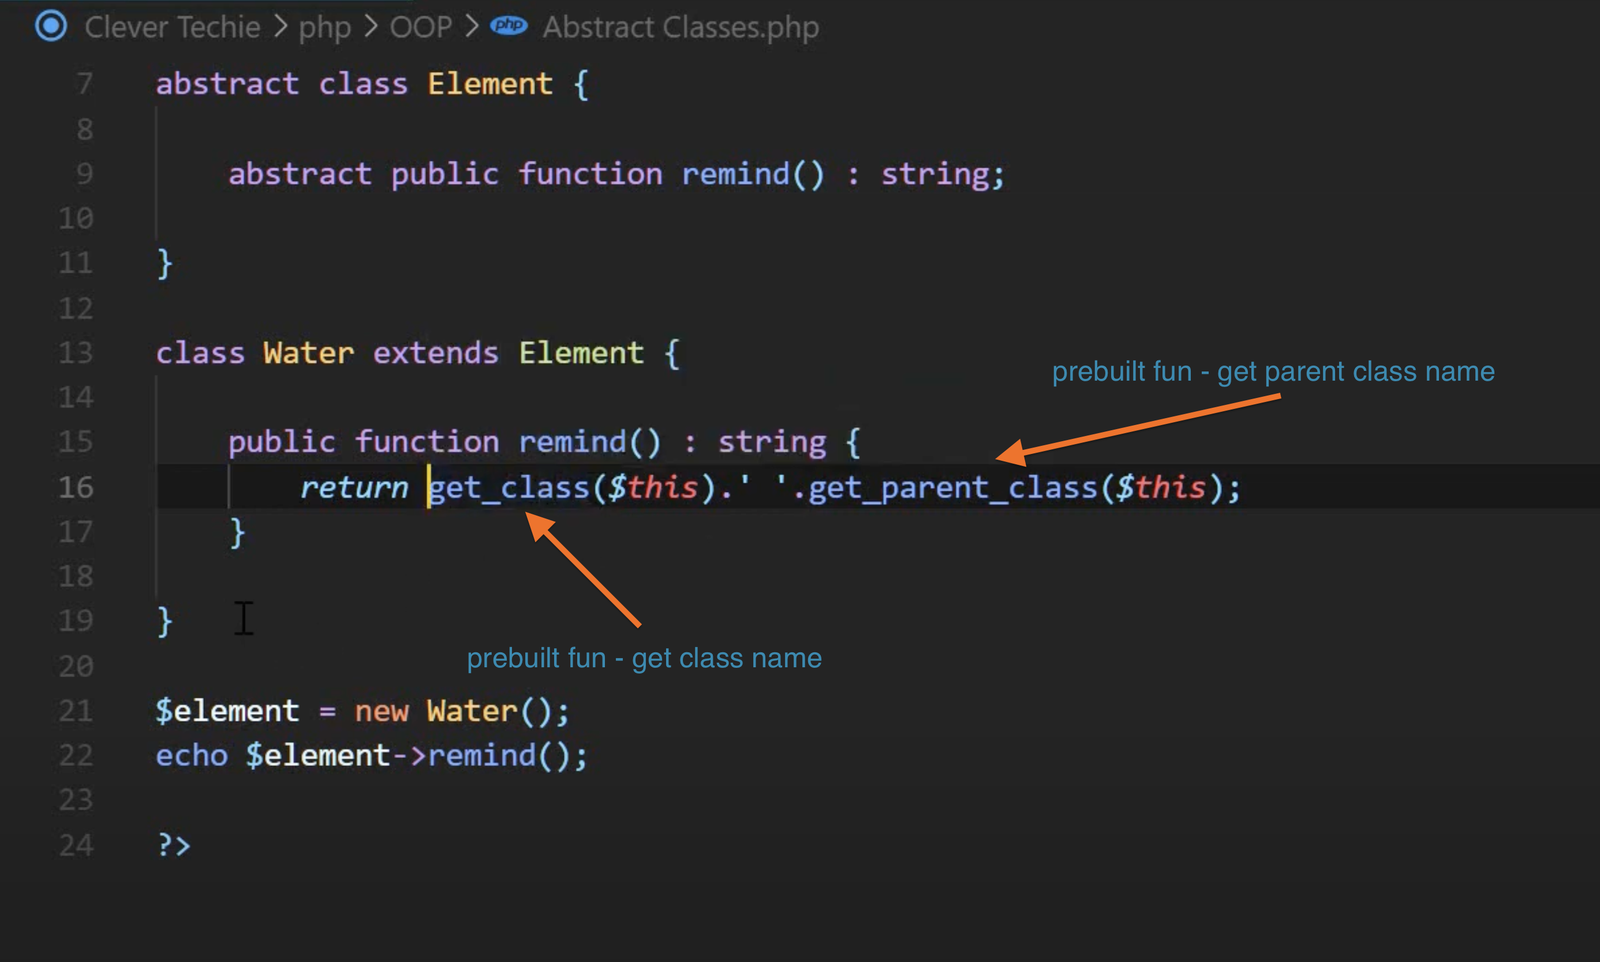 Clever Techie > php > OOP > php Abstract Classes.php
7 abstract class Element {
8
9 abstract public function remind() : string;
10
11 }
12
13 class Water extends Element {
prebuilt fun - get parent class name
14
15 public function remind() : string {
16 return get_class($this).' '.get_parent_class($this);
17 }
18
19 }
prebuilt fun - get class name
20
21 $element = new Water();
22 echo $element->remind();
23
24 ?>